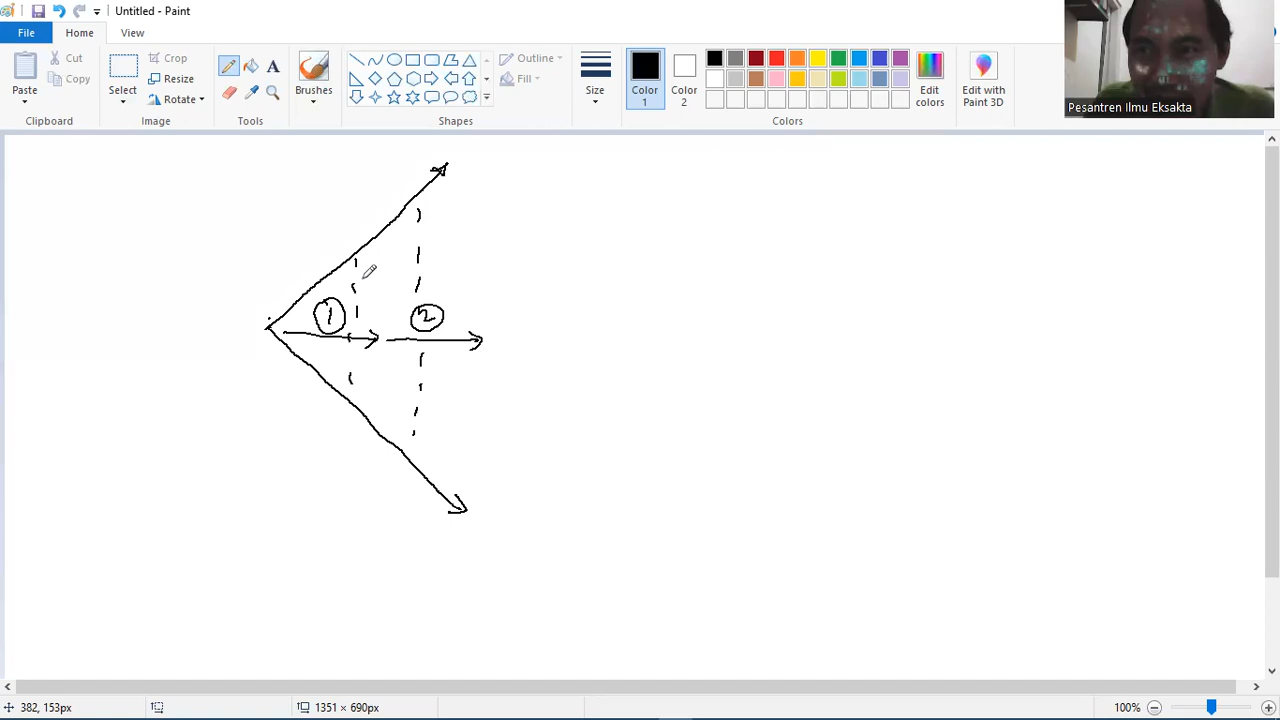 Untitled - Paint
File Home View
Paste
Cut
Copy
Clipboard
Select
Crop
Resize
Rotate
Image
A
Tools
Brushes
Outline
Fill
Shapes
Size
Color 1
Color 2
Edit colors
Edit with Paint 3D
Colors
Pesantren Ilmu Eksakta
1
2
382, 153px
1351 × 690px
100%